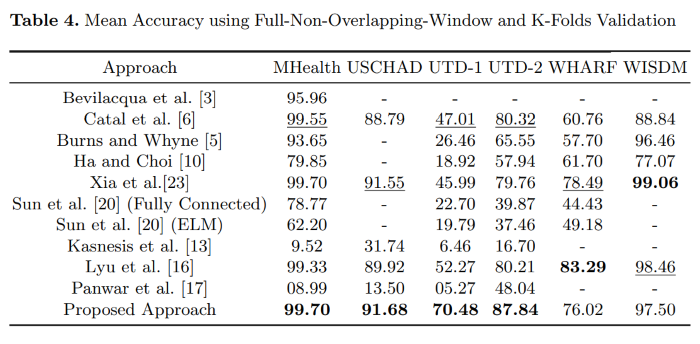 Table 4. Mean Accuracy using Full-Non-Overlapping-Window and K-Folds Validation
Approach MHealth USCHAD UTD-1 UTD-2 WHARF WISDM
Bevilacqua et al. [3] 95.96 - - - - -
Catal et al. [6] 99.55 88.79 47.01 80.32 60.76 88.84
Burns and Whyne [5] 93.65 - 26.46 65.55 57.70 96.46
Ha and Choi [10] 79.85 - 18.92 57.94 61.70 77.07
Xia et al.[23] 99.70 91.55 45.99 79.76 78.49 99.06
Sun et al. [20] (Fully Connected) 78.77 - 22.70 39.87 44.43 -
Sun et al. [20] (ELM) 62.20 - 19.79 37.46 49.18 -
Kasnesis et al. [13] 9.52 31.74 6.46 16.70 - -
Lyu et al. [16] 99.33 89.92 52.27 80.21 83.29 98.46
Panwar et al. [17] 08.99 13.50 05.27 48.04 - -
Proposed Approach 99.70 91.68 70.48 87.84 76.02 97.50